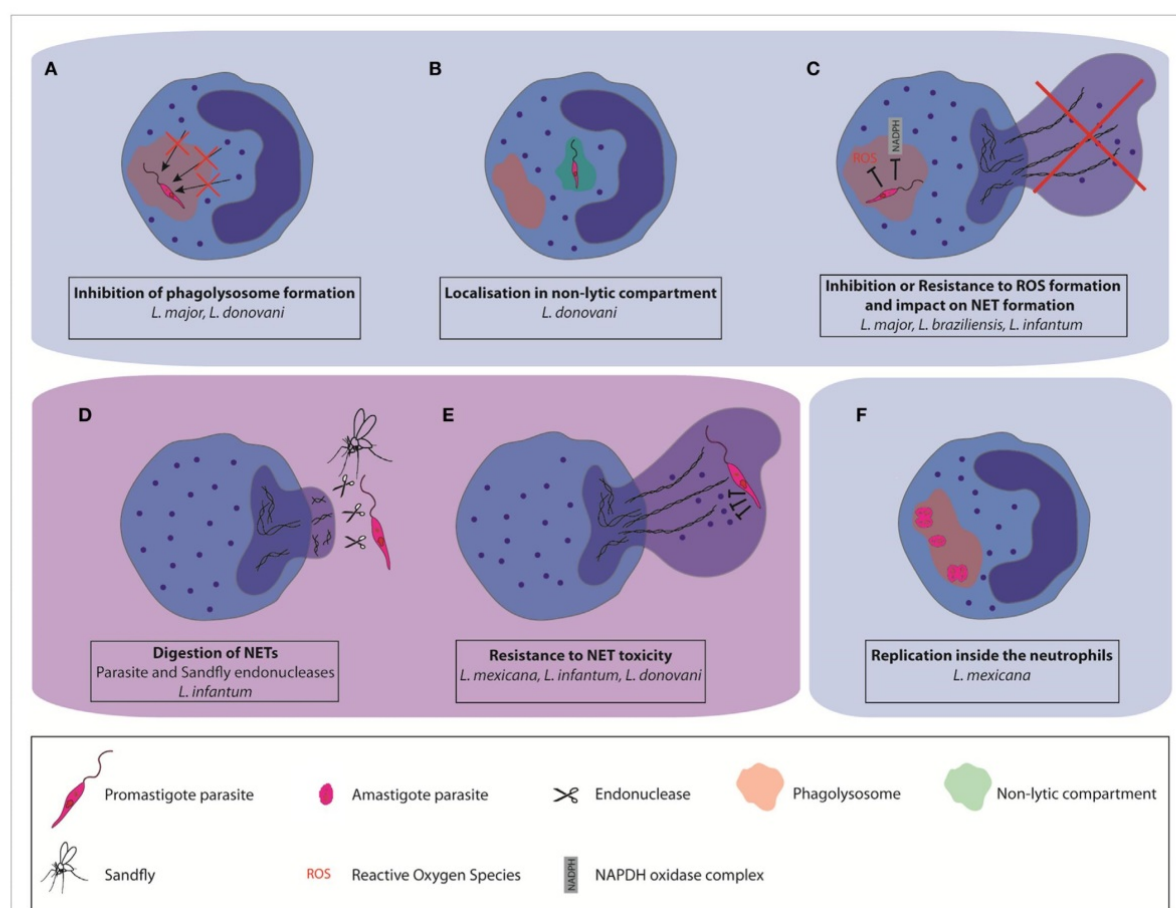 A
B
C
ROS
NADPH
Inhibition of phagolysosome formation
L. major, L. donovani
Localisation in non-lytic compartment
L. donovani
Inhibition or Resistance to ROS formation
and impact on NET formation
L. major, L. braziliensis, L. infantum
D
E
F
Digestion of NETs
Parasite and Sandfly endonucleases
L. infantum
Resistance to NET toxicity
L. mexicana, L. infantum, L. donovani
Replication inside the neutrophils
L. mexicana
Promastigote parasite
Amastigote parasite
Endonuclease
Phagolysosome
Non-lytic compartment
Sandfly
ROS Reactive Oxygen Species
NADPH NAPDH oxidase complex